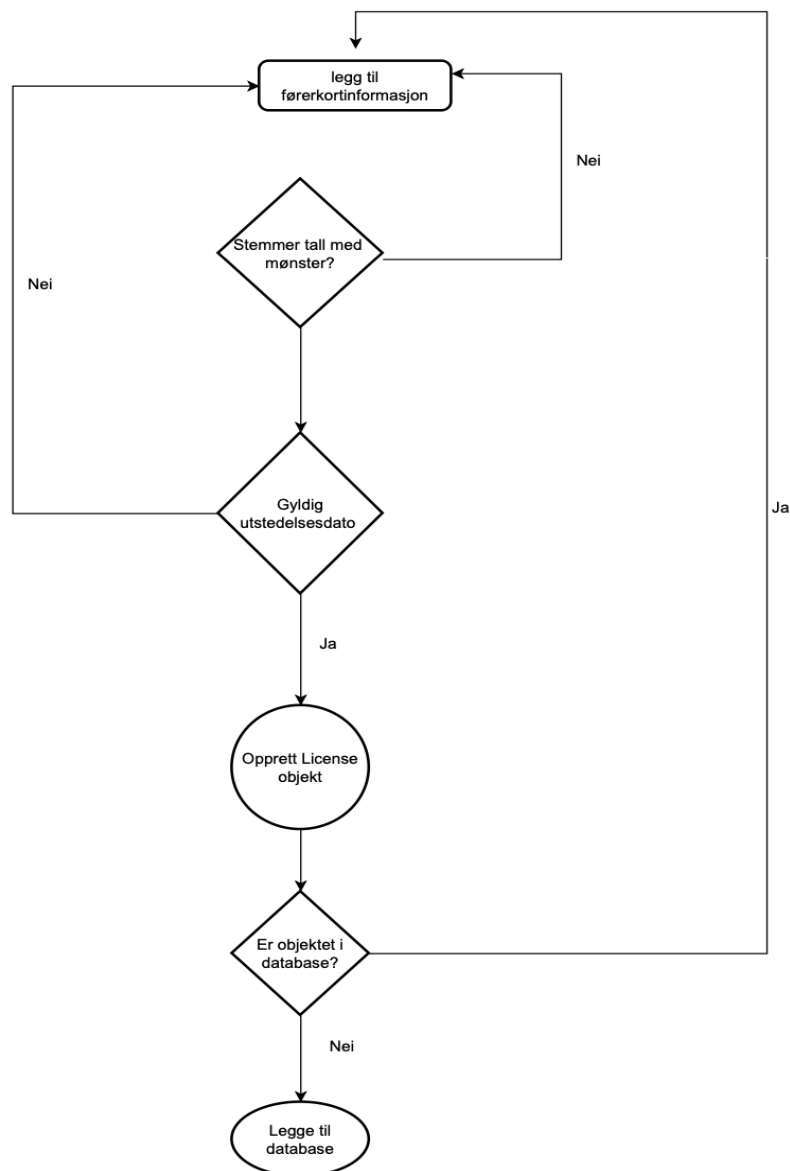 legg til
førerkortinformasjon
Nei
Stemmer tall med
mønster?
Nei
Gyldig
utstedelsesdato
Ja
Ja
Opprett License
objekt
Er objektet i
database?
Nei
Legge til
database